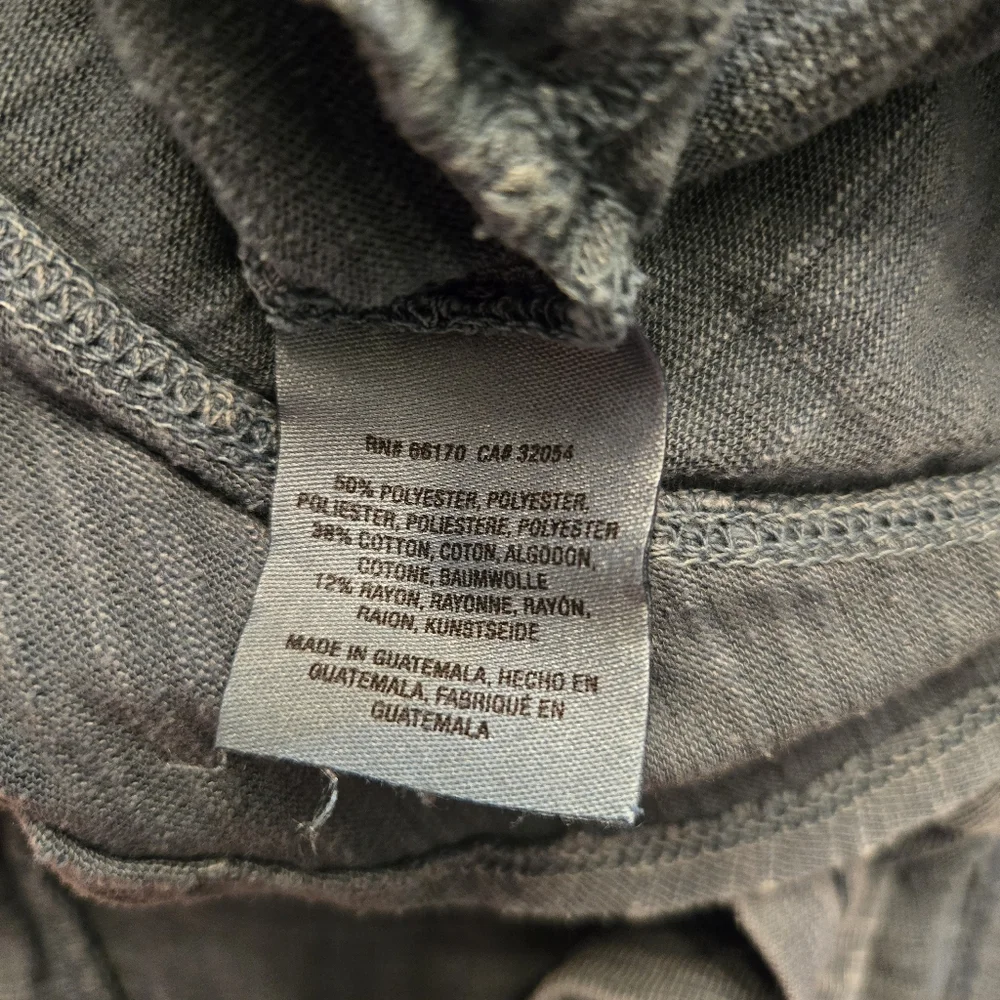 RN# 66170 CA# 32054
50% POLYESTER, POLYESTER,
POLIESTER, POLIESTERE, POLYESTER
38% COTTON, COTON, ALGODON,
COTONE, BAUMWOLLE
12% RAYON, RAYONNE, RAYÓN,
RAION, KUNSTSEIDE
MADE IN GUATEMALA, HECHO EN
GUATEMALA, FABRIQUÉ EN
GUATEMALA